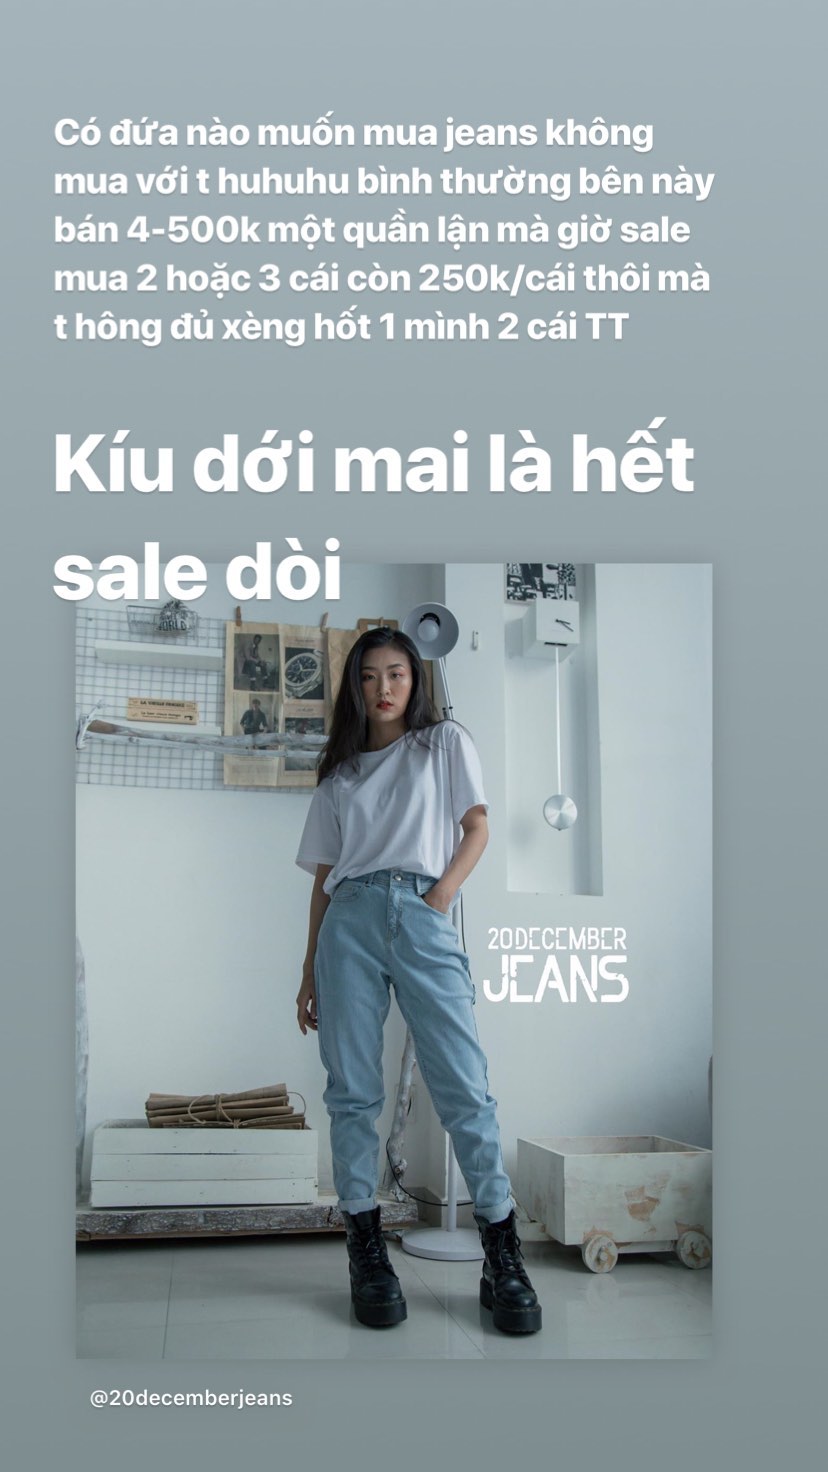 Có đứa nào muốn mua jeans không
mua với t huhuhu bình thường bên này
bán 4-500k một quần lận mà giờ sale
mua 2 hoặc 3 cái còn 250k/cái thôi mà
t hông đủ xèng hốt 1 mình 2 cái TT
Kíu dới mai là hết
sale dòi
20DECEMBER
JEANS
@20decemberjeans